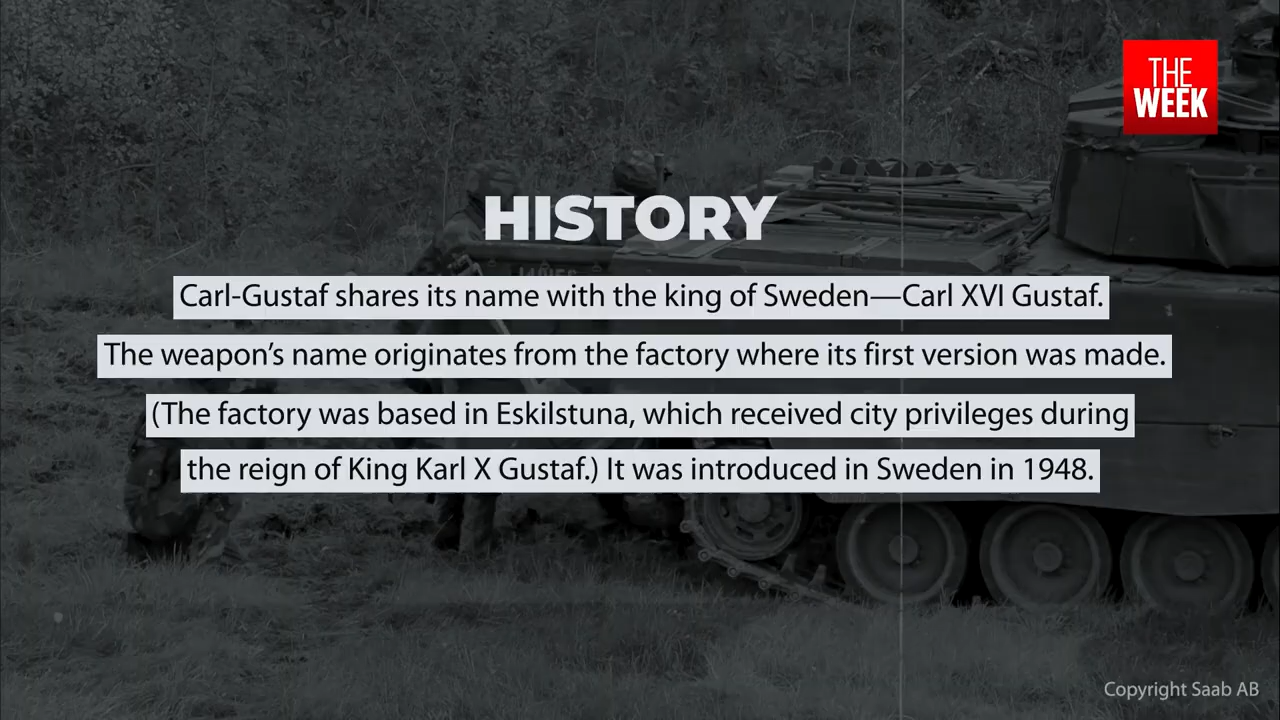 THE
WEEK
HISTORY
Carl-Gustaf shares its name with the king of Sweden—Carl XVI Gustaf.
The weapon’s name originates from the factory where its first version was made.
(The factory was based in Eskilstuna, which received city privileges during
the reign of King Karl X Gustaf.) It was introduced in Sweden in 1948.
Copyright Saab AB